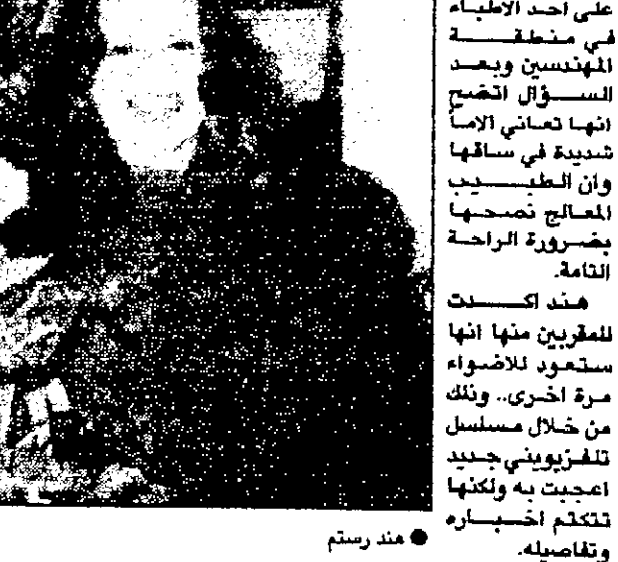 على احد الاطباء
في منطقة
المهندسين وبعد
السؤال اتضح
انها تعاني الاماً
شديدة في ساقها
وان الطبيب
المعالج نصحها
بضرورة الراحة
التامة.
هند اكدت
للمقربين منها انها
ستعود للاضواء
مرة اخرى.. وذلك
من خلال مسلسل
تلفزيويني جديد
اعجبت به ولكنها
تتكتم اخباره
وتفاصيله.
● هند رستم